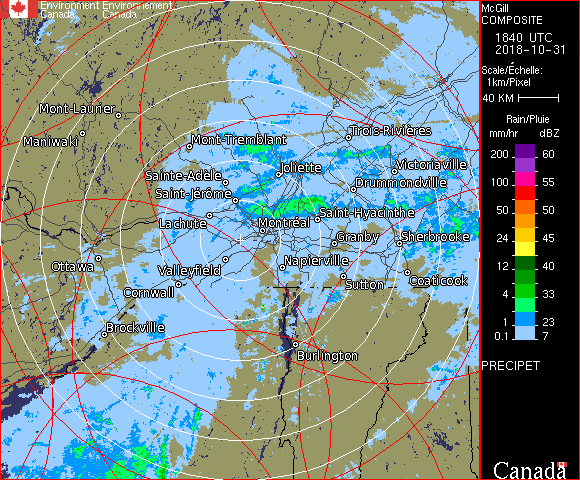 Environment Environnement
Canada Canada
McGill
COMPOSITE
1840 UTC
2018-10-31
Scale/Échelle:
1km/Pixel
40 KM
Rain/Pluie
mm/hr dBZ
200 60
100 55
50 50
24 45
12 40
4 33
1 23
0.1 7
PRECIPET
Canada
Mont-Laurier
Maniwaki
Mont-Tremblant
Trois-Rivières
Joliette
Victoriaville
Sainte-Adèle
Drummondville
Saint-Jérôme
Saint-Hyacinthe
Lachute
Montréal
Granby
Sherbrooke
Ottawa
Valleyfield
Napierville
Sutton
Coaticook
Cornwall
Brockville
Burlington